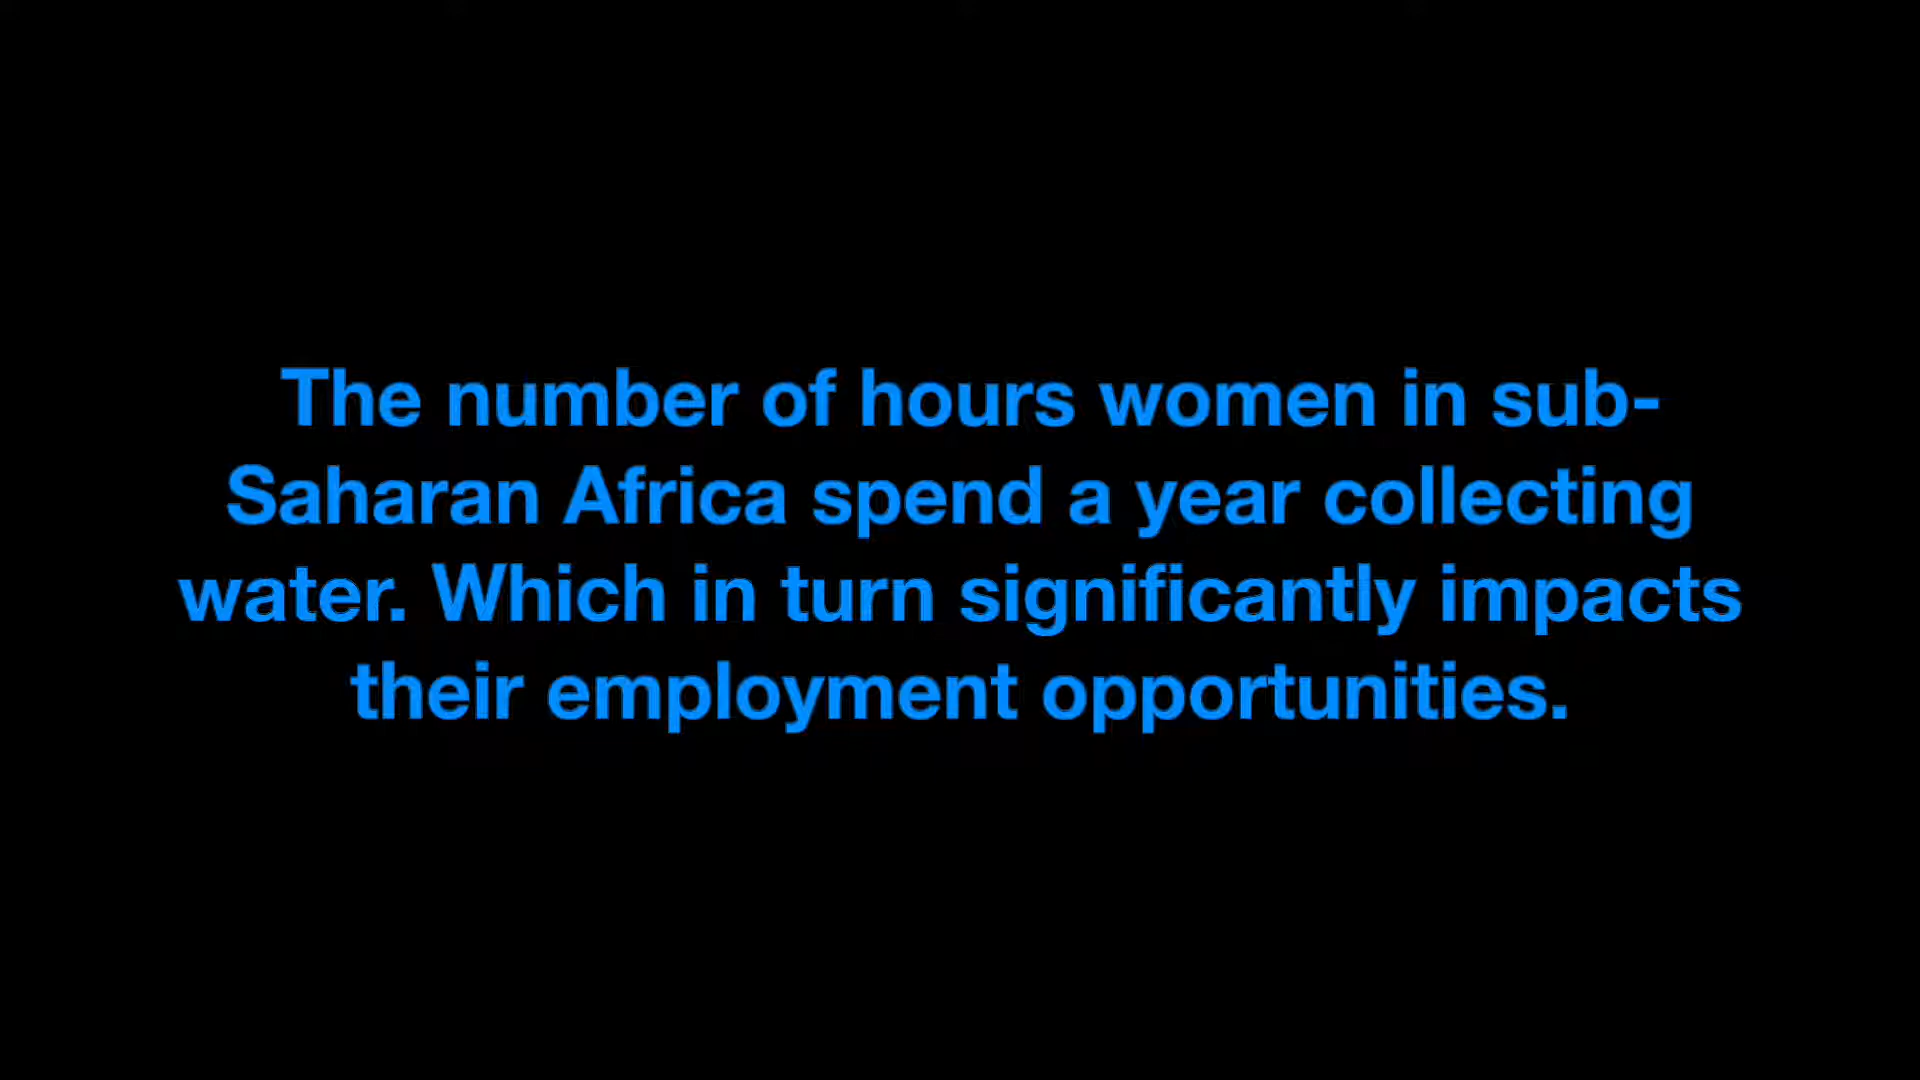 The number of hours women in sub-
Saharan Africa spend a year collecting
water. Which in turn significantly impacts
their employment opportunities.